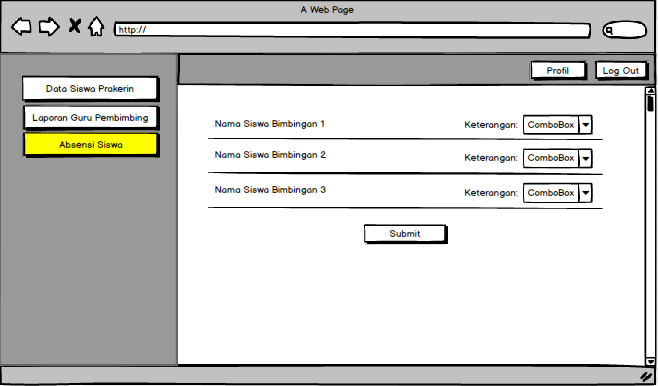 A Web Page
http://
Profil
Log Out
Data Siswa Prakerin
Laporan Guru Pembimbing
Absensi Siswa
Nama Siswa Bimbingan 1
Keterangan: ComboBox
Nama Siswa Bimbingan 2
Keterangan: ComboBox
Nama Siswa Bimbingan 3
Keterangan: ComboBox
Submit